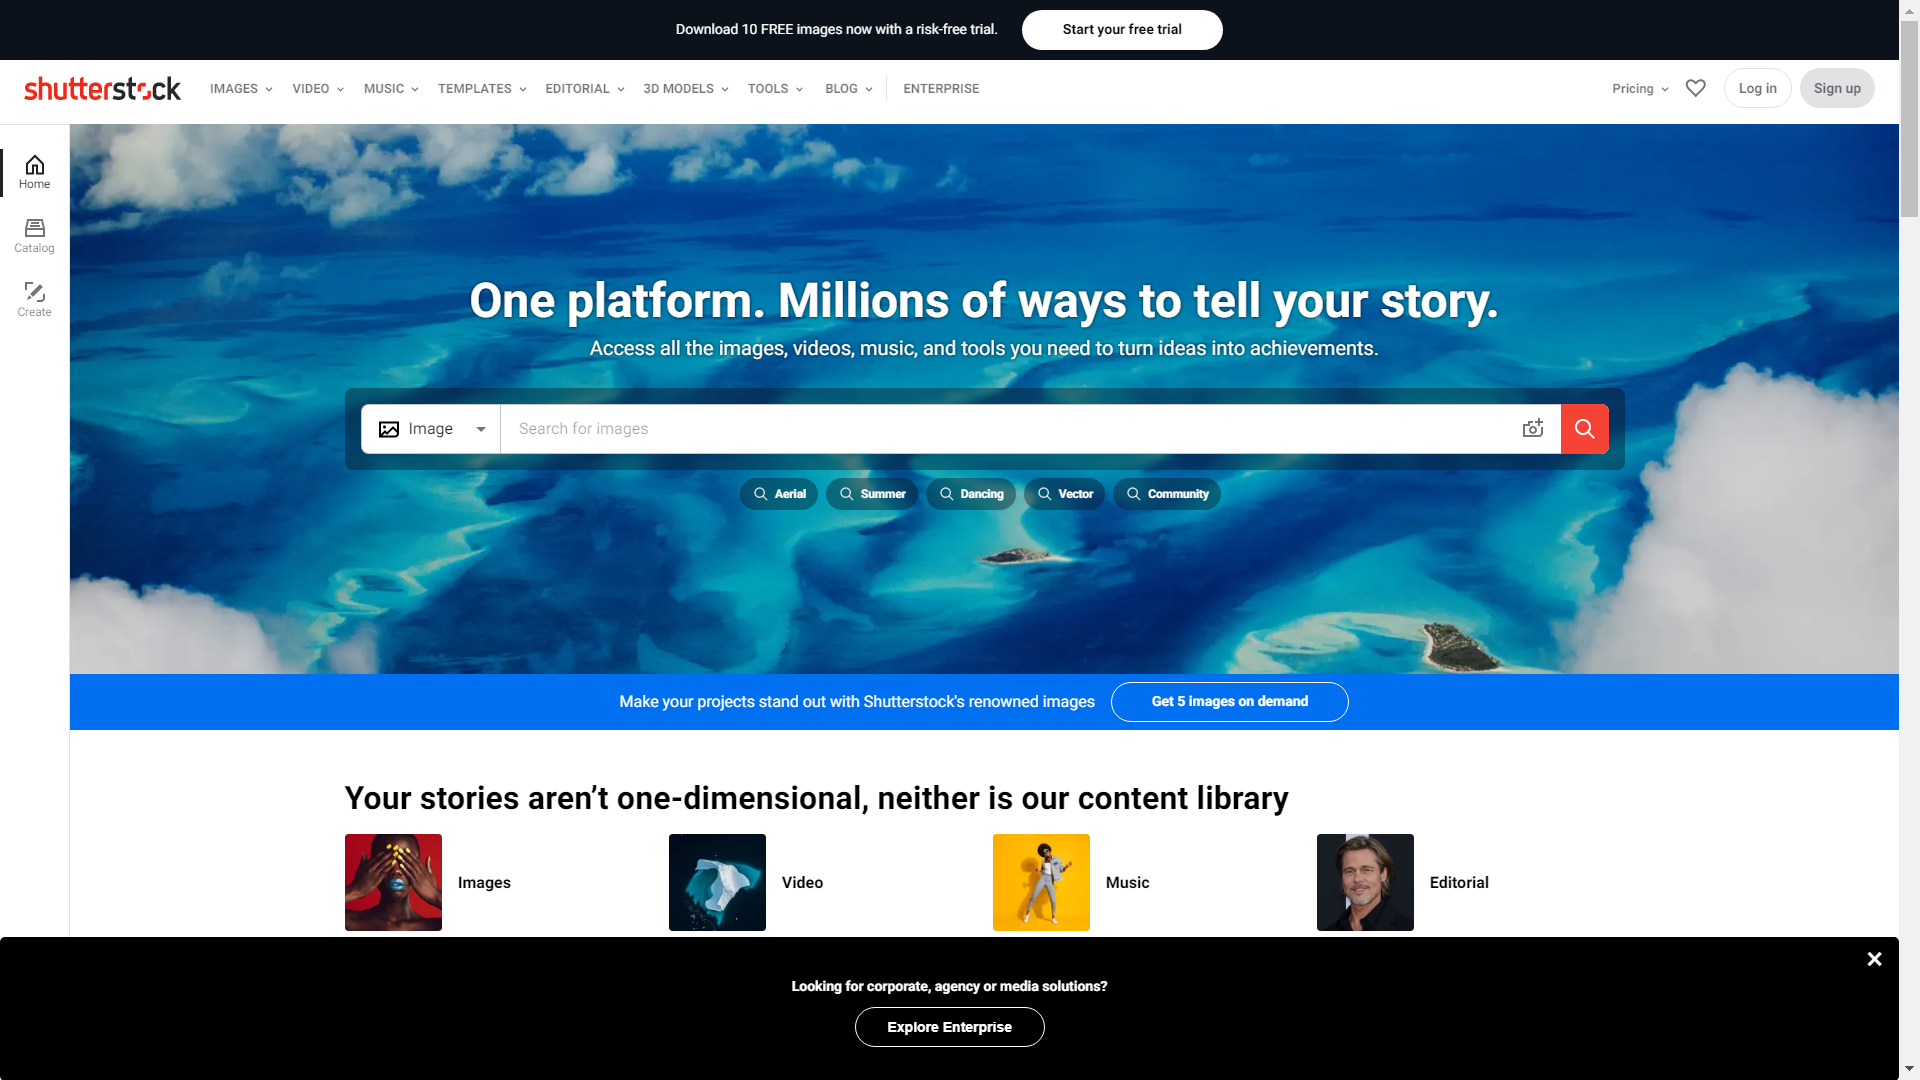 Download 10 FREE images now with a risk-free trial.
Start your free trial
shutterstock
IMAGES
VIDEO
MUSIC
TEMPLATES
EDITORIAL
3D MODELS
TOOLS
BLOG
ENTERPRISE
Pricing
Log in
Sign up
Home
Catalog
Create
One platform. Millions of ways to tell your story.
Access all the images, videos, music, and tools you need to turn ideas into achievements.
Image
Search for images
Aerial
Summer
Dancing
Vector
Community
Make your projects stand out with Shutterstock's renowned images
Get 5 images on demand
Your stories aren’t one-dimensional, neither is our content library
Images
Video
Music
Editorial
Looking for corporate, agency or media solutions?
Explore Enterprise